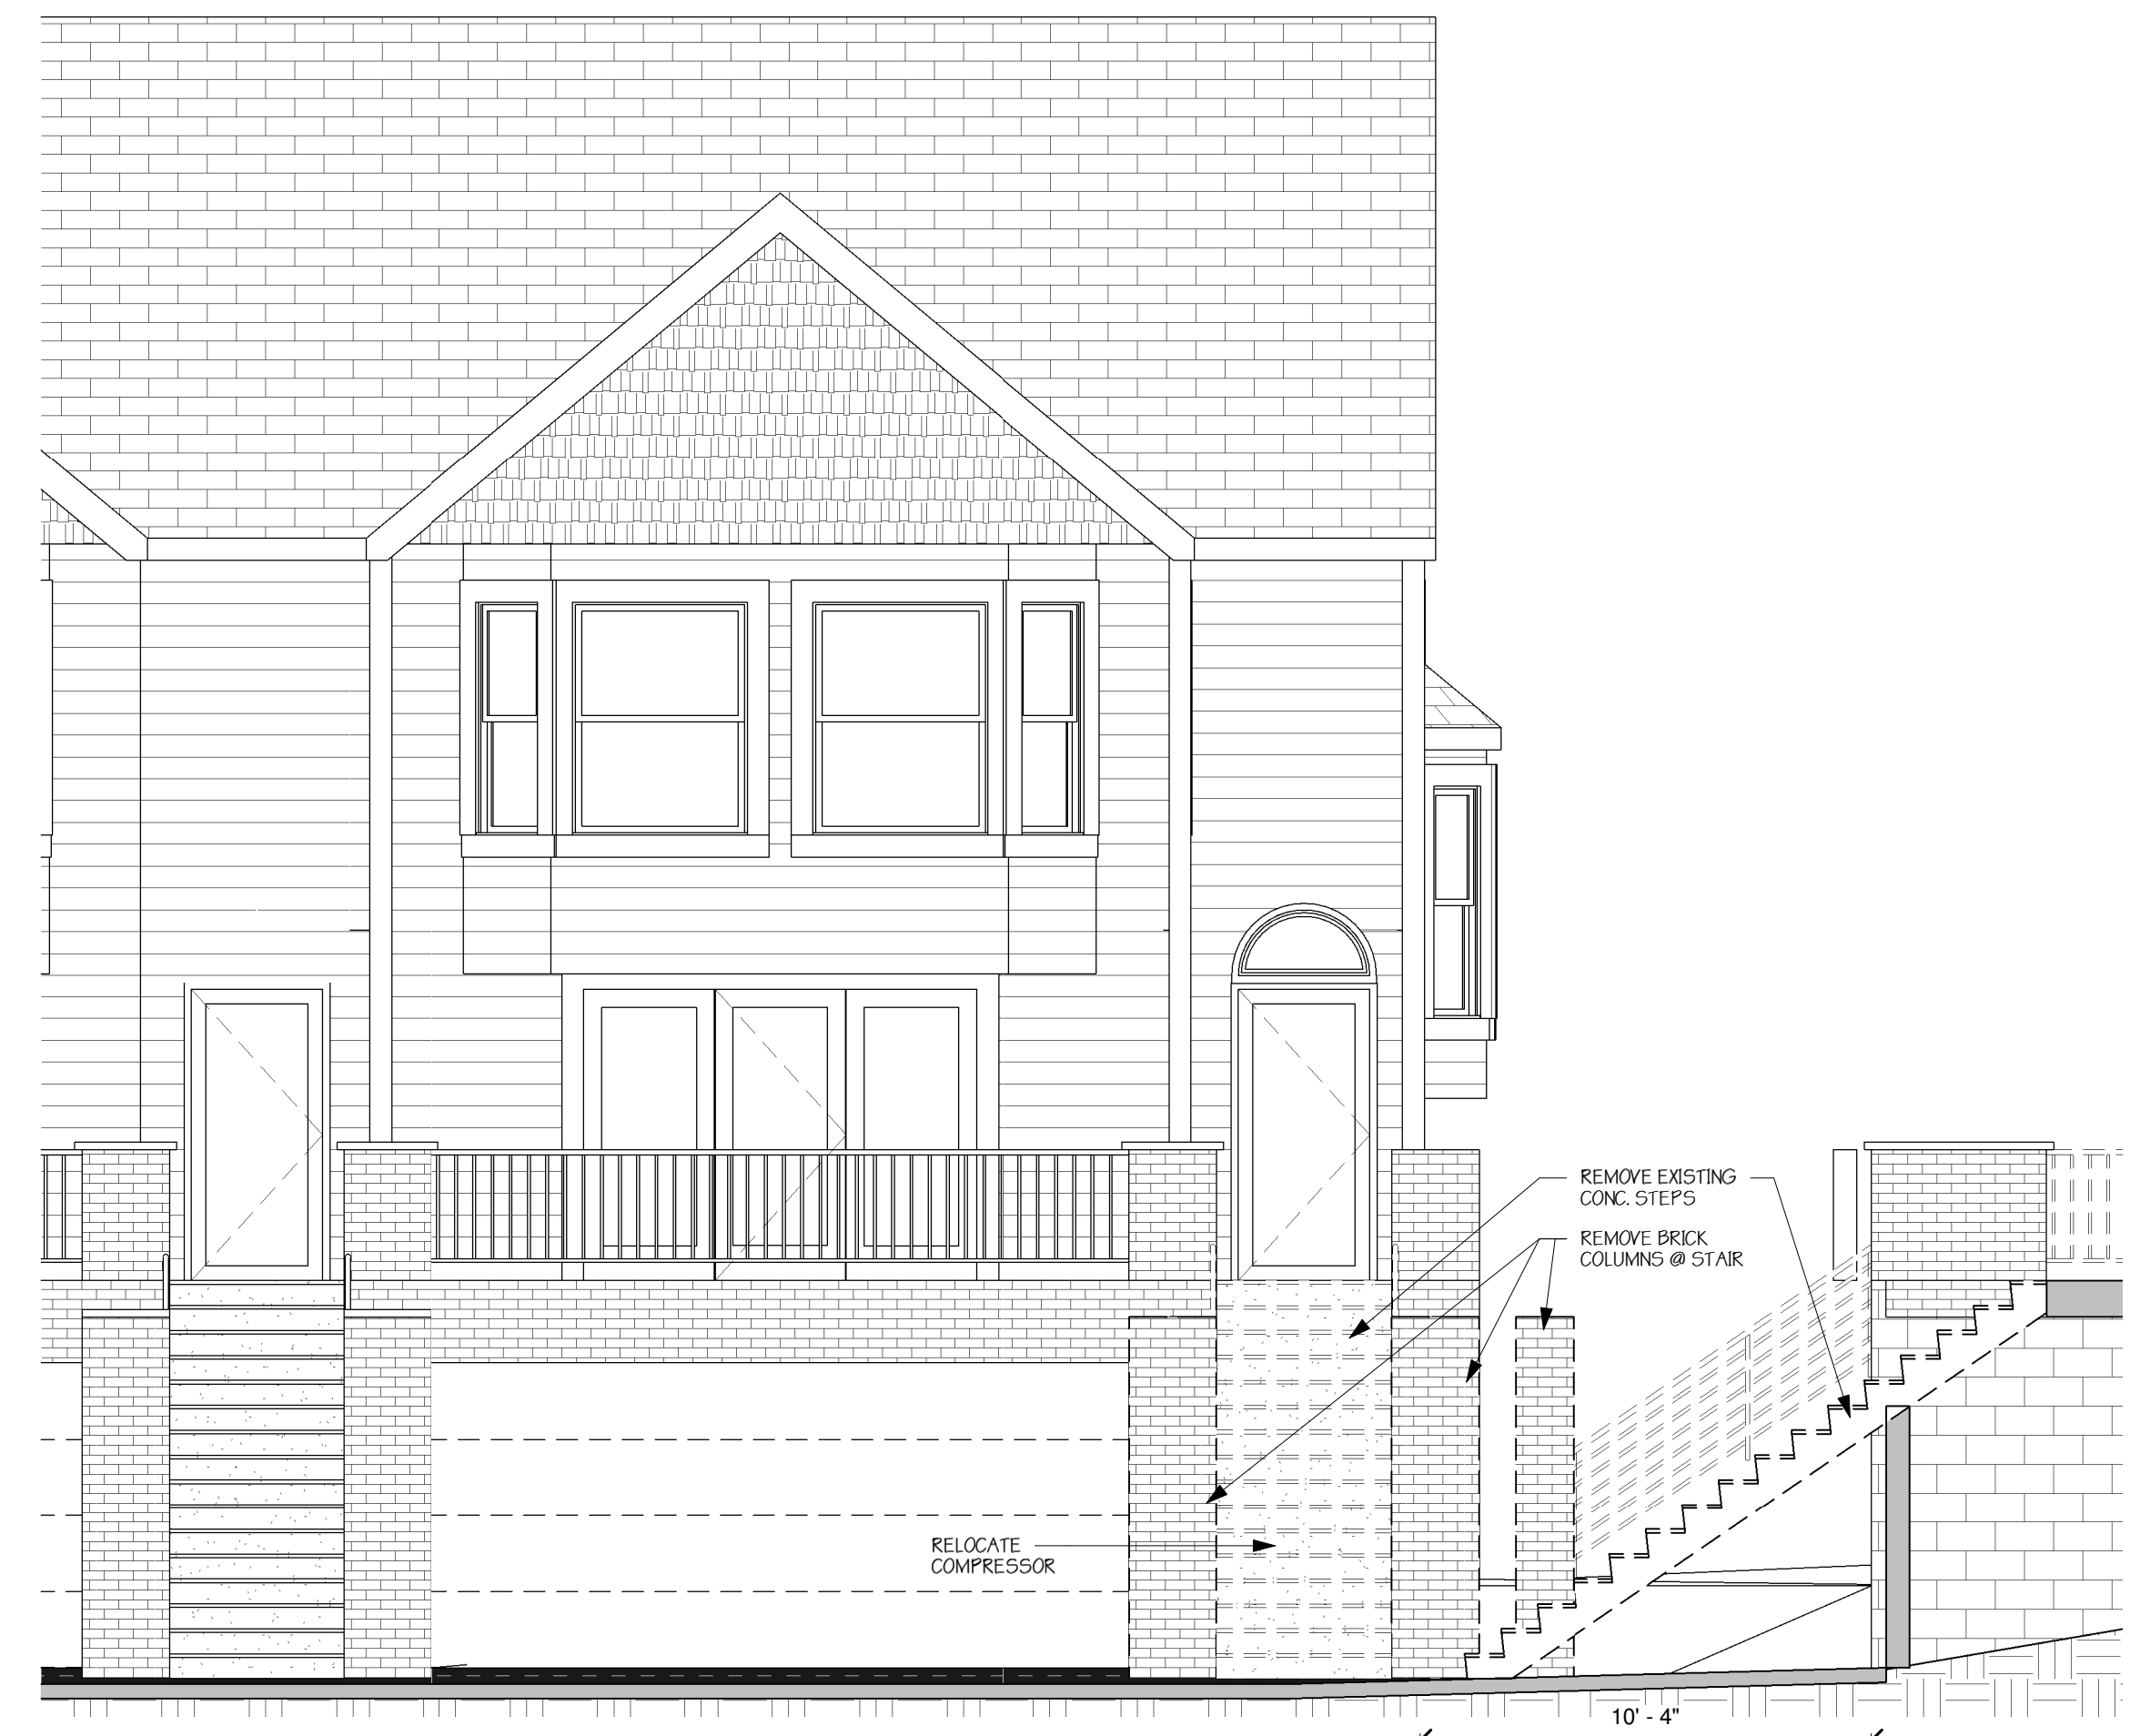 REMOVE EXISTING
CONC. STEPS
REMOVE BRICK
COLUMNS @ STAIR
RELOCATE
COMPRESSOR
10' - 4"